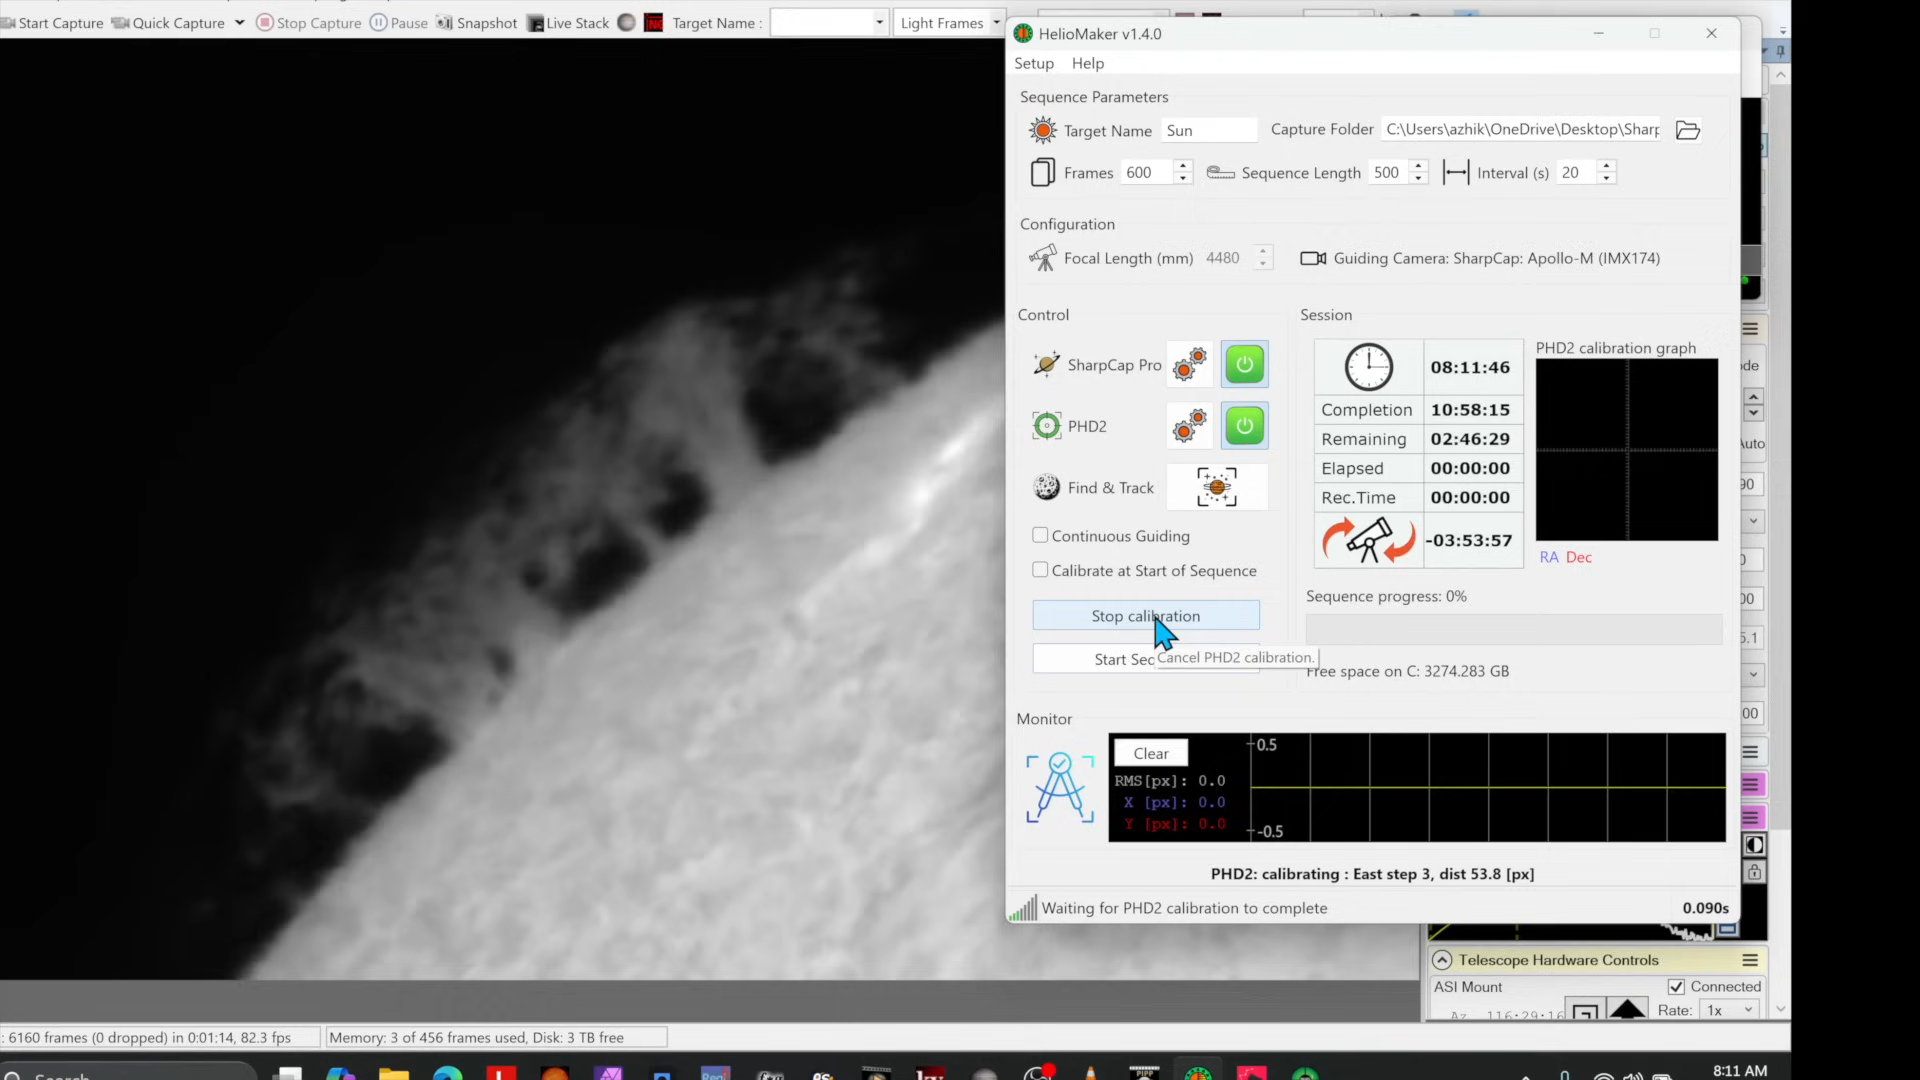 Start Capture Quick Capture Stop Capture Pause Snapshot Live Stack Target Name : Light Frames
HelioMaker v1.4.0
Setup Help
Sequence Parameters
Target Name Sun Capture Folder C:\Users\azhik\OneDrive\Desktop\Sharp
Frames 600 Sequence Length 500 Interval (s) 20
Configuration
Focal Length (mm) 4480 Guiding Camera: SharpCap: Apollo-M (IMX174)
Control
Session
SharpCap Pro
PHD2
Find & Track
Continuous Guiding
Calibrate at Start of Sequence
Stop calibration
Start Seq
Cancel PHD2 calibration.
08:11:46
Completion 10:58:15
Remaining 02:46:29
Elapsed 00:00:00
Rec.Time 00:00:00
-03:53:57
PHD2 calibration graph
RA Dec
Sequence progress: 0%
Free space on C: 3274.283 GB
Monitor
Clear
RMS[px]: 0.0
X [px]: 0.0
Y [px]: 0.0
0.5
-0.5
PHD2: calibrating : East step 3, dist 53.8 [px]
Waiting for PHD2 calibration to complete 0.090s
Telescope Hardware Controls
ASI Mount Connected
Az 116:29:16 Rate: 1x
: 6160 frames (0 dropped) in 0:01:14, 82.3 fps Memory: 3 of 456 frames used, Disk: 3 TB free
Search
8:11 AM